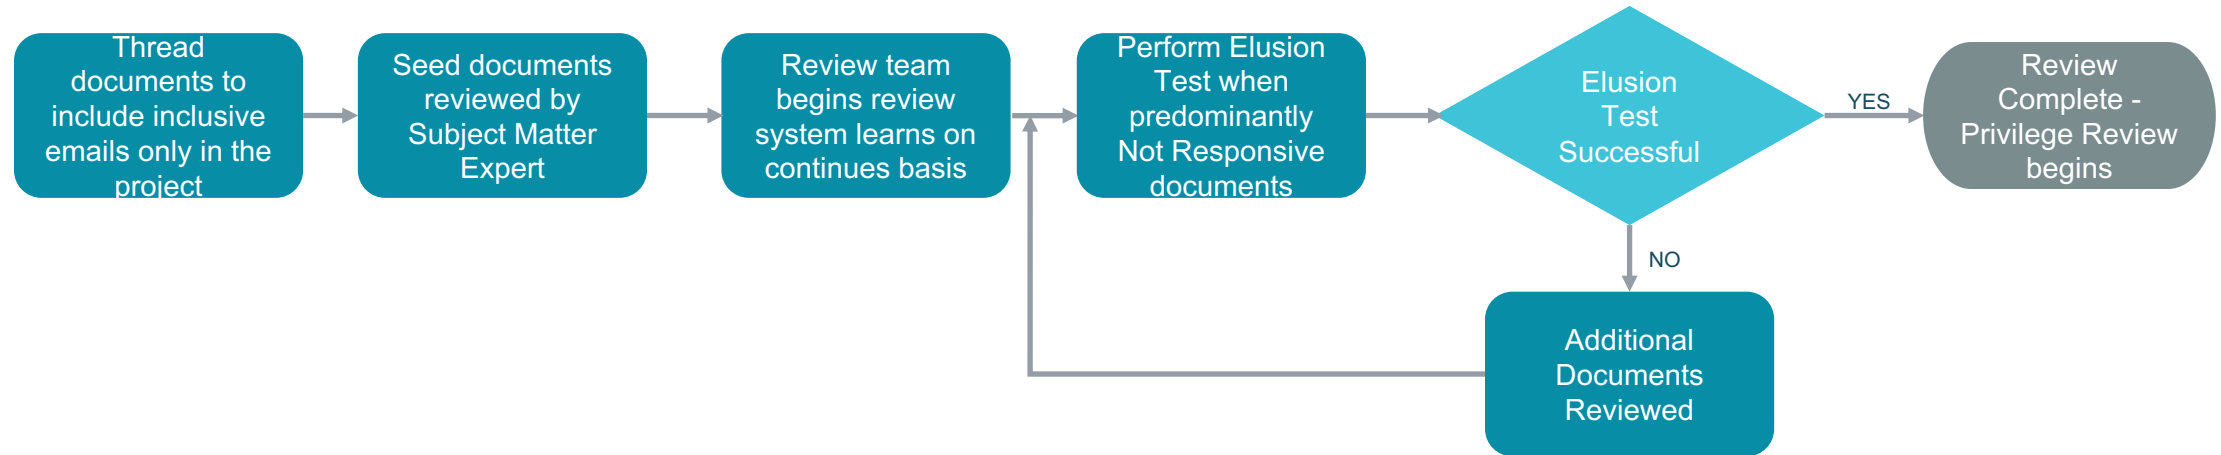 Thread
documents to
include inclusive
emails only in the
project
Seed documents
reviewed by
Subject Matter
Expert
Review team
begins review
system learns on
continues basis
Perform Elusion
Test when
predominantly
Not Responsive
documents
Elusion
Test
Successful
YES
Review
Complete -
Privilege Review
begins
NO
Additional
Documents
Reviewed